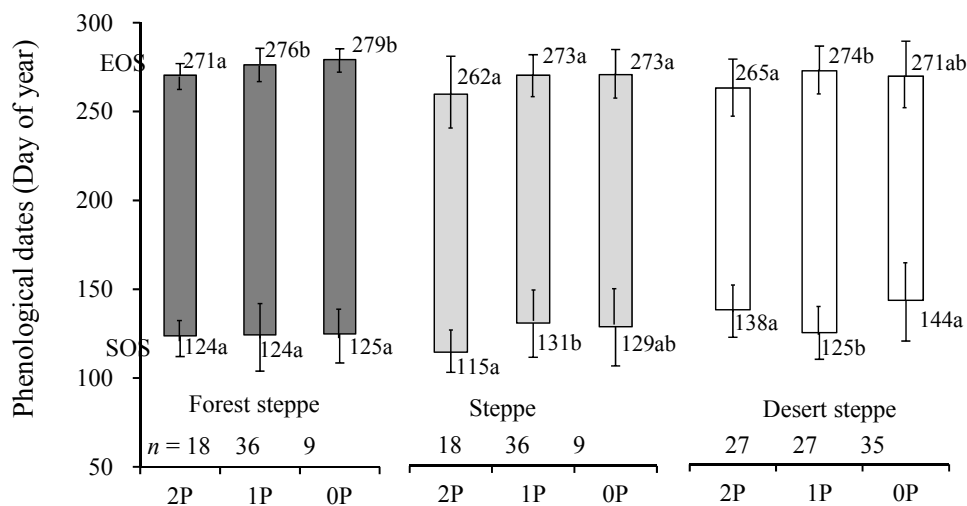 Phenological dates (Day of year)
300
250
200
150
100
50
EOS
SOS
271a 276b 279b
262a 273a 273a
265a 274b 271ab
124a 124a 125a
115a 131b 129ab
138a 125b 144a
Forest steppe Steppe Desert steppe
n = 18 36 9 18 36 9 27 27 35
2P 1P 0P 2P 1P 0P 2P 1P 0P